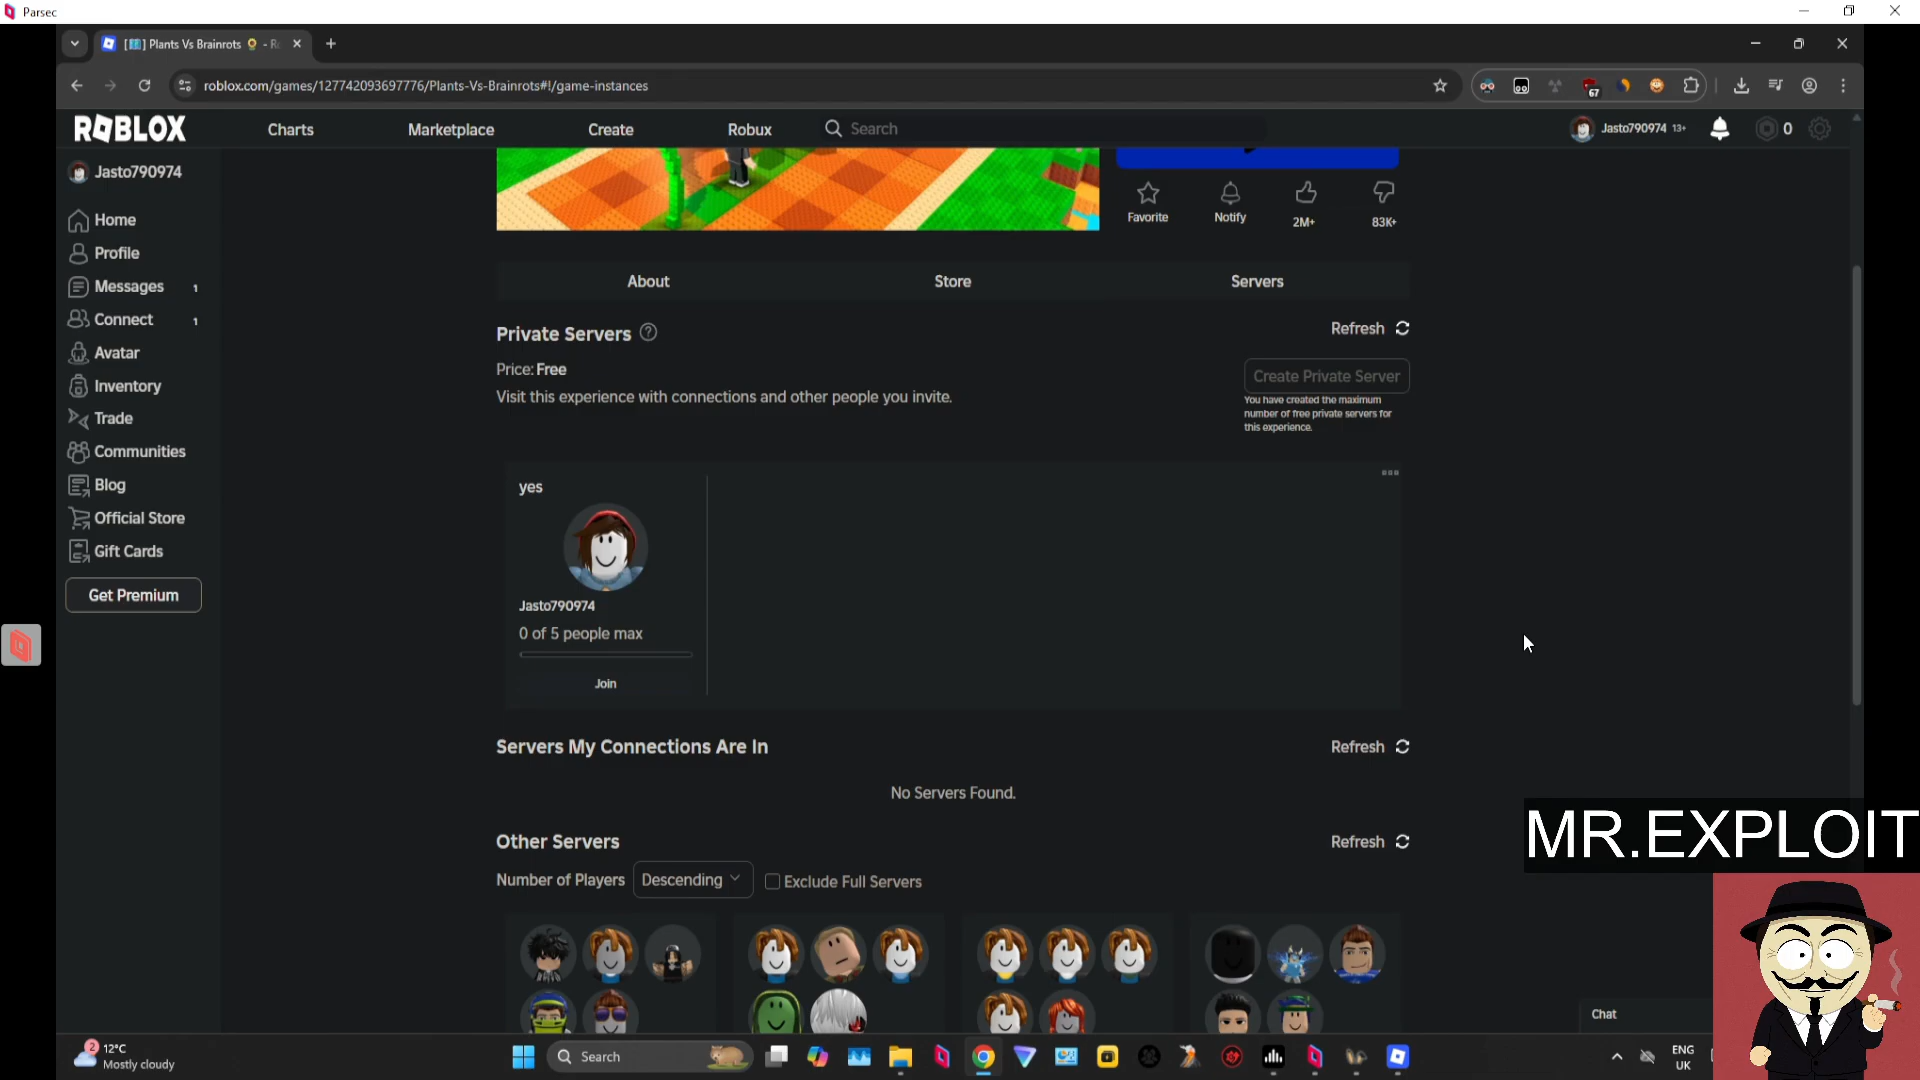 Parsec
[ ] Plants Vs Brainrots - R
roblox.com/games/127742093697776/Plants-Vs-Brainrots#!/game-instances
67
ROBLOX
Charts
Marketplace
Create
Robux
Search
Jasto790974 13+
0
Jasto790974
Home
Profile
Messages 1
Connect 1
Avatar
Inventory
Trade
Communities
Blog
Official Store
Gift Cards
Get Premium
Favorite
Notify
2M+
83K+
About
Store
Servers
Private Servers
Refresh
Price: Free
Visit this experience with connections and other people you invite.
Create Private Server
You have created the maximum
number of free private servers for
this experience.
yes
Jasto790974
0 of 5 people max
Join
Servers My Connections Are In
Refresh
No Servers Found.
Other Servers
Refresh
Number of Players
Descending
Exclude Full Servers
MR.EXPLOIT
Chat
2
12°C
Mostly cloudy
Search
ENG
UK